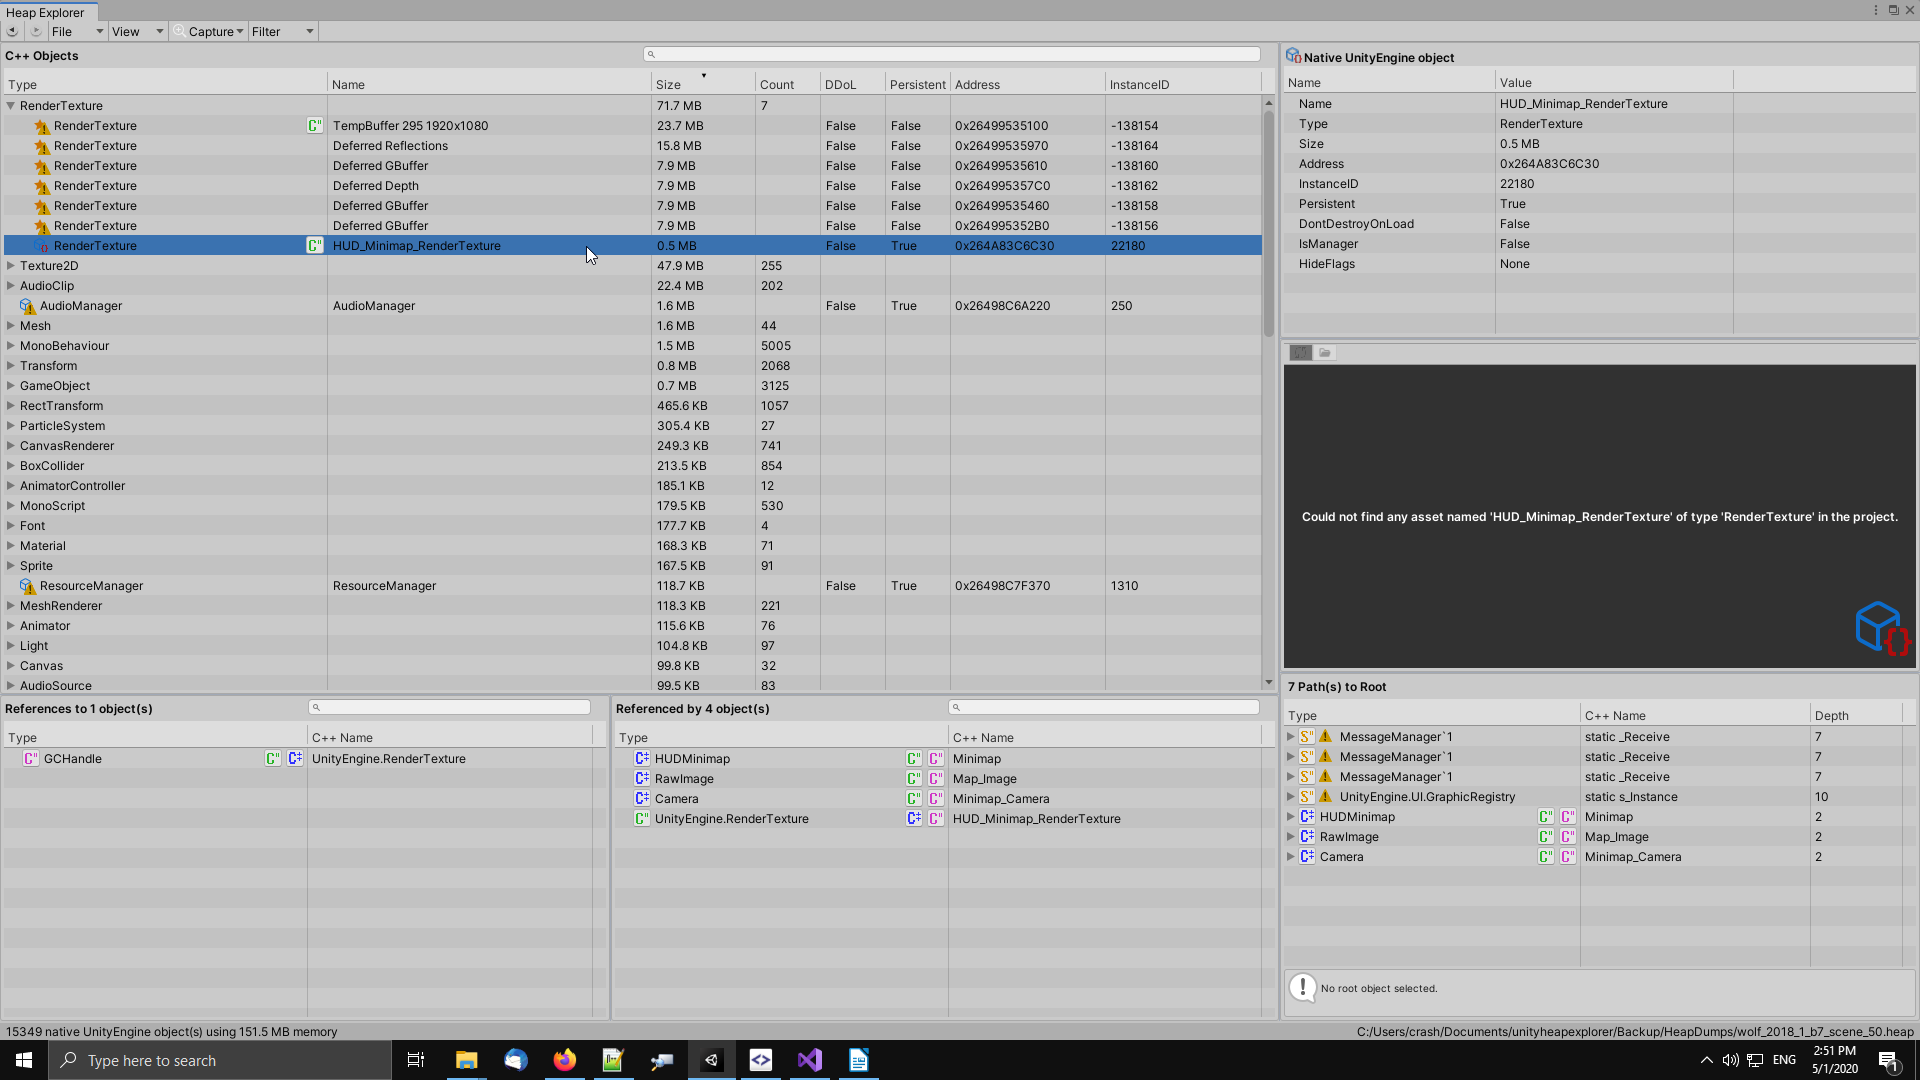 Heap Explorer
File View Capture Filter
C++ Objects
Type Name Size Count DDoL Persistent Address InstanceID
RenderTexture 71.7 MB 7
RenderTexture C" TempBuffer 295 1920x1080 23.7 MB False False 0x26499535100 -138154
RenderTexture Deferred Reflections 15.8 MB False False 0x26499535970 -138164
RenderTexture Deferred GBuffer 7.9 MB False False 0x26499535610 -138160
RenderTexture Deferred Depth 7.9 MB False False 0x264995357C0 -138162
RenderTexture Deferred GBuffer 7.9 MB False False 0x26499535460 -138158
RenderTexture Deferred GBuffer 7.9 MB False False 0x264995352B0 -138156
RenderTexture C" HUD_Minimap_RenderTexture 0.5 MB False True 0x264A83C6C30 22180
Texture2D 47.9 MB 255
AudioClip 22.4 MB 202
AudioManager AudioManager 1.6 MB False True 0x26498C6A220 250
Mesh 1.6 MB 44
MonoBehaviour 1.5 MB 5005
Transform 0.8 MB 2068
GameObject 0.7 MB 3125
RectTransform 465.6 KB 1057
ParticleSystem 305.4 KB 27
CanvasRenderer 249.3 KB 741
BoxCollider 213.5 KB 854
AnimatorController 185.1 KB 12
MonoScript 179.5 KB 530
Font 177.7 KB 4
Material 168.3 KB 71
Sprite 167.5 KB 91
ResourceManager ResourceManager 118.7 KB False True 0x26498C7F370 1310
MeshRenderer 118.3 KB 221
Animator 115.6 KB 76
Light 104.8 KB 97
Canvas 99.8 KB 32
AudioSource 99.5 KB 83
Native UnityEngine object
Name Value
Name HUD_Minimap_RenderTexture
Type RenderTexture
Size 0.5 MB
Address 0x264A83C6C30
InstanceID 22180
Persistent True
DontDestroyOnLoad False
IsManager False
HideFlags None
Could not find any asset named 'HUD_Minimap_RenderTexture' of type 'RenderTexture' in the project.
References to 1 object(s)
Type C++ Name
C" GCHandle C" C# UnityEngine.RenderTexture
Referenced by 4 object(s)
Type C++ Name
C# HUDMinimap C" C" Minimap
C# RawImage C" C" Map_Image
C# Camera C" C" Minimap_Camera
C" UnityEngine.RenderTexture C# C" HUD_Minimap_RenderTexture
7 Path(s) to Root
Type C++ Name Depth
S" MessageManager`1 static _Receive 7
S" MessageManager`1 static _Receive 7
S" MessageManager`1 static _Receive 7
S" UnityEngine.UI.GraphicRegistry static s_Instance 10
C# HUDMinimap C" C" Minimap 2
C# RawImage C" C" Map_Image 2
C# Camera C" C" Minimap_Camera 2
No root object selected.
15349 native UnityEngine object(s) using 151.5 MB memory
C:/Users/crash/Documents/unityheapexplorer/Backup/HeapDumps/wolf_2018_1_b7_scene_50.heap
Type here to search
ENG
2:51 PM
5/1/2020
1